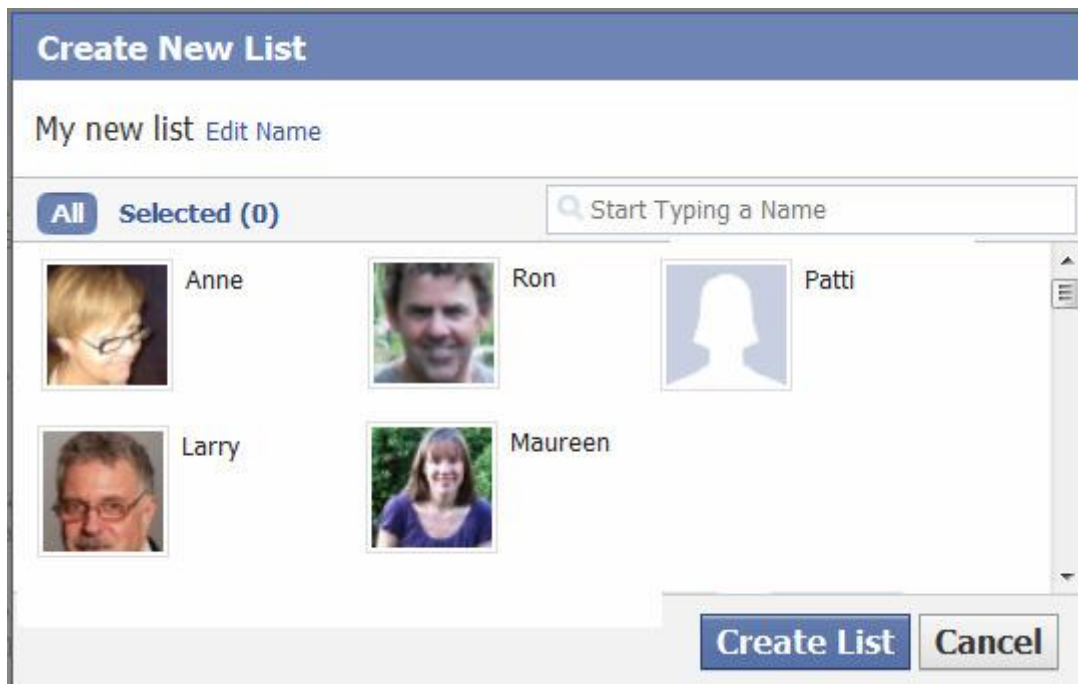 Create New List
My new list Edit Name
All Selected (0) Start Typing a Name
Anne Ron Patti
Larry Maureen
Create List Cancel